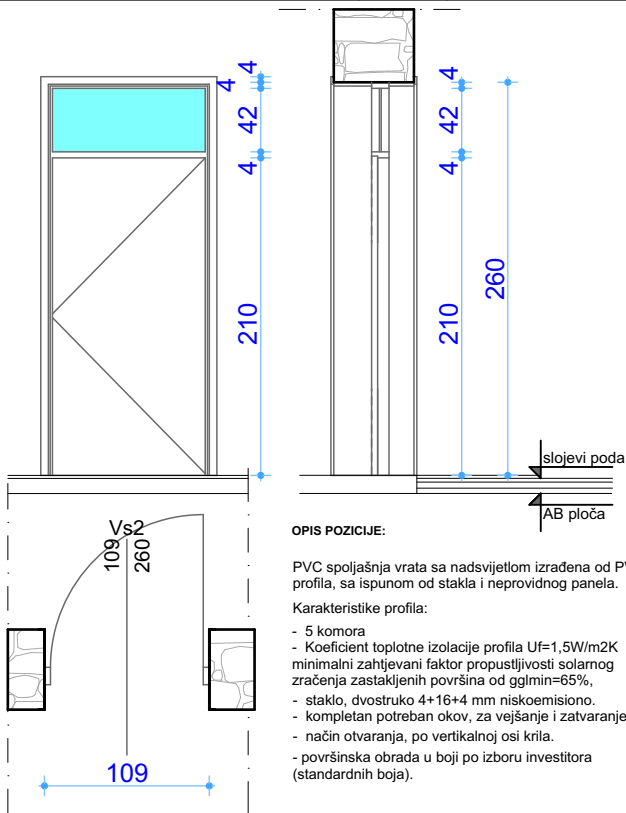 4
4
42
4
210
4
42
4
210
260
slojevi poda
AB ploča
Vs2
109
260
109
OPIS POZICIJE:
PVC spoljašnja vrata sa nadsvijetlom izrađena od
profila, sa ispunom od stakla i neprovidnog panela.
Karakteristike profila:
- 5 komora
- Koeficient toplotne izolacije profila Uf=1,5W/m2K
minimalni zahtjevani faktor propustljivosti solarnog
zračenja zastakljenih površina od gglmin=65%,
- staklo, dvostruko 4+16+4 mm niskoemisiono.
- kompletan potreban okov, za vejšanje i zatvaranje
- način otvaranja, po vertikalnoj osi krila.
- površinska obrada u boji po izboru investitora
(standardnih boja).